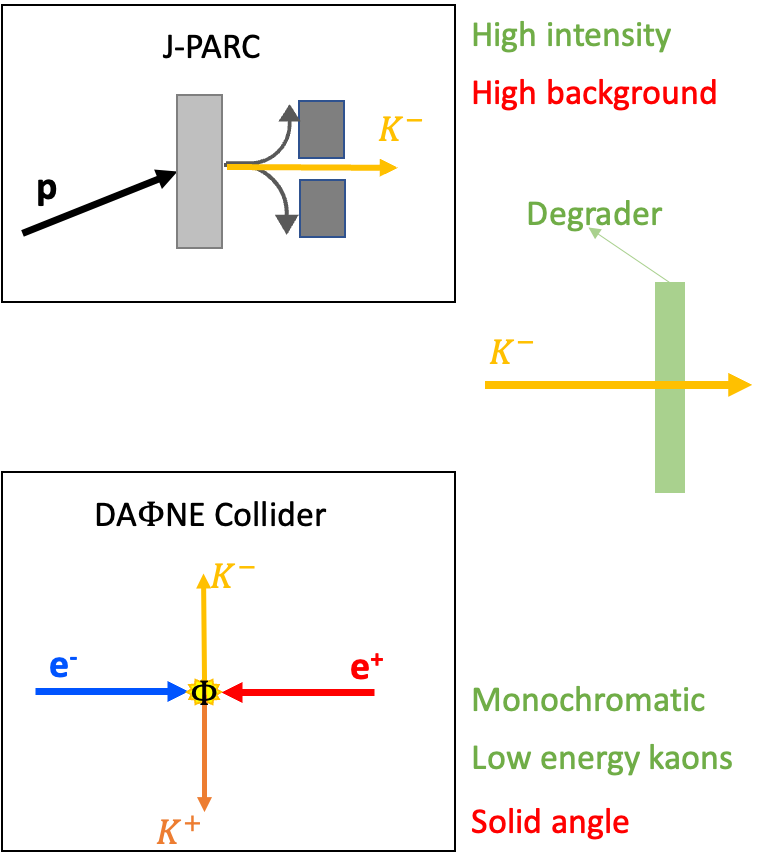 J-PARC
High intensity
High background
K⁻
p
Degrader
K⁻
DAΦNE Collider
K⁻
e⁻
e⁺
Φ
Monochromatic
Low energy kaons
Solid angle
K⁺